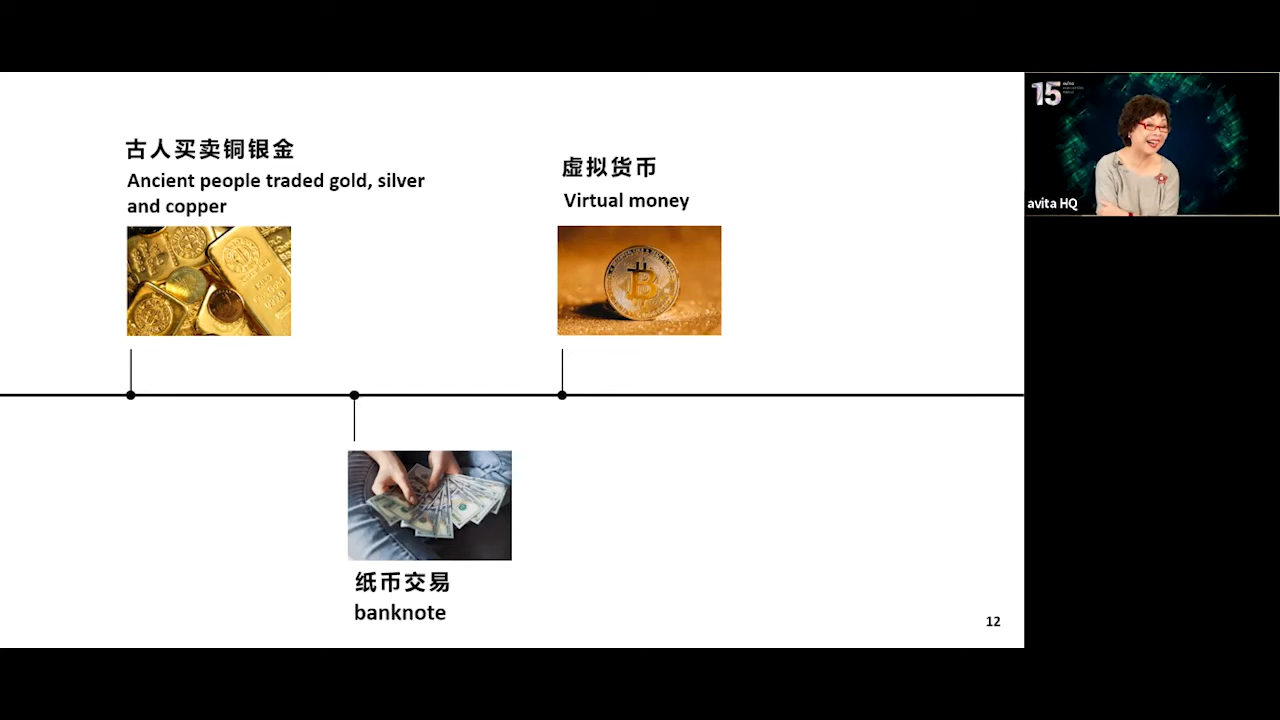 古人买卖铜银金
Ancient people traded gold, silver
and copper
虚拟货币
Virtual money
纸币交易
banknote
12
15
avita HQ